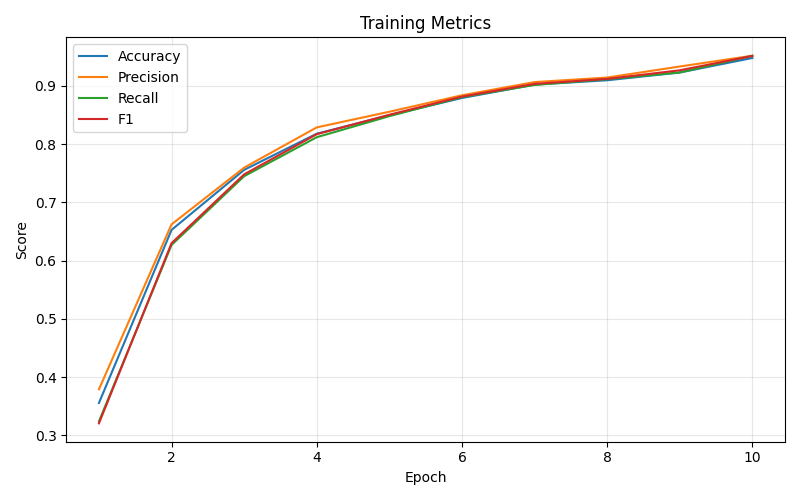 Training Metrics
Accuracy
Precision
Recall
F1
0.9
0.8
0.7
0.6
0.5
0.4
0.3
Score
2 4 6 8 10
Epoch